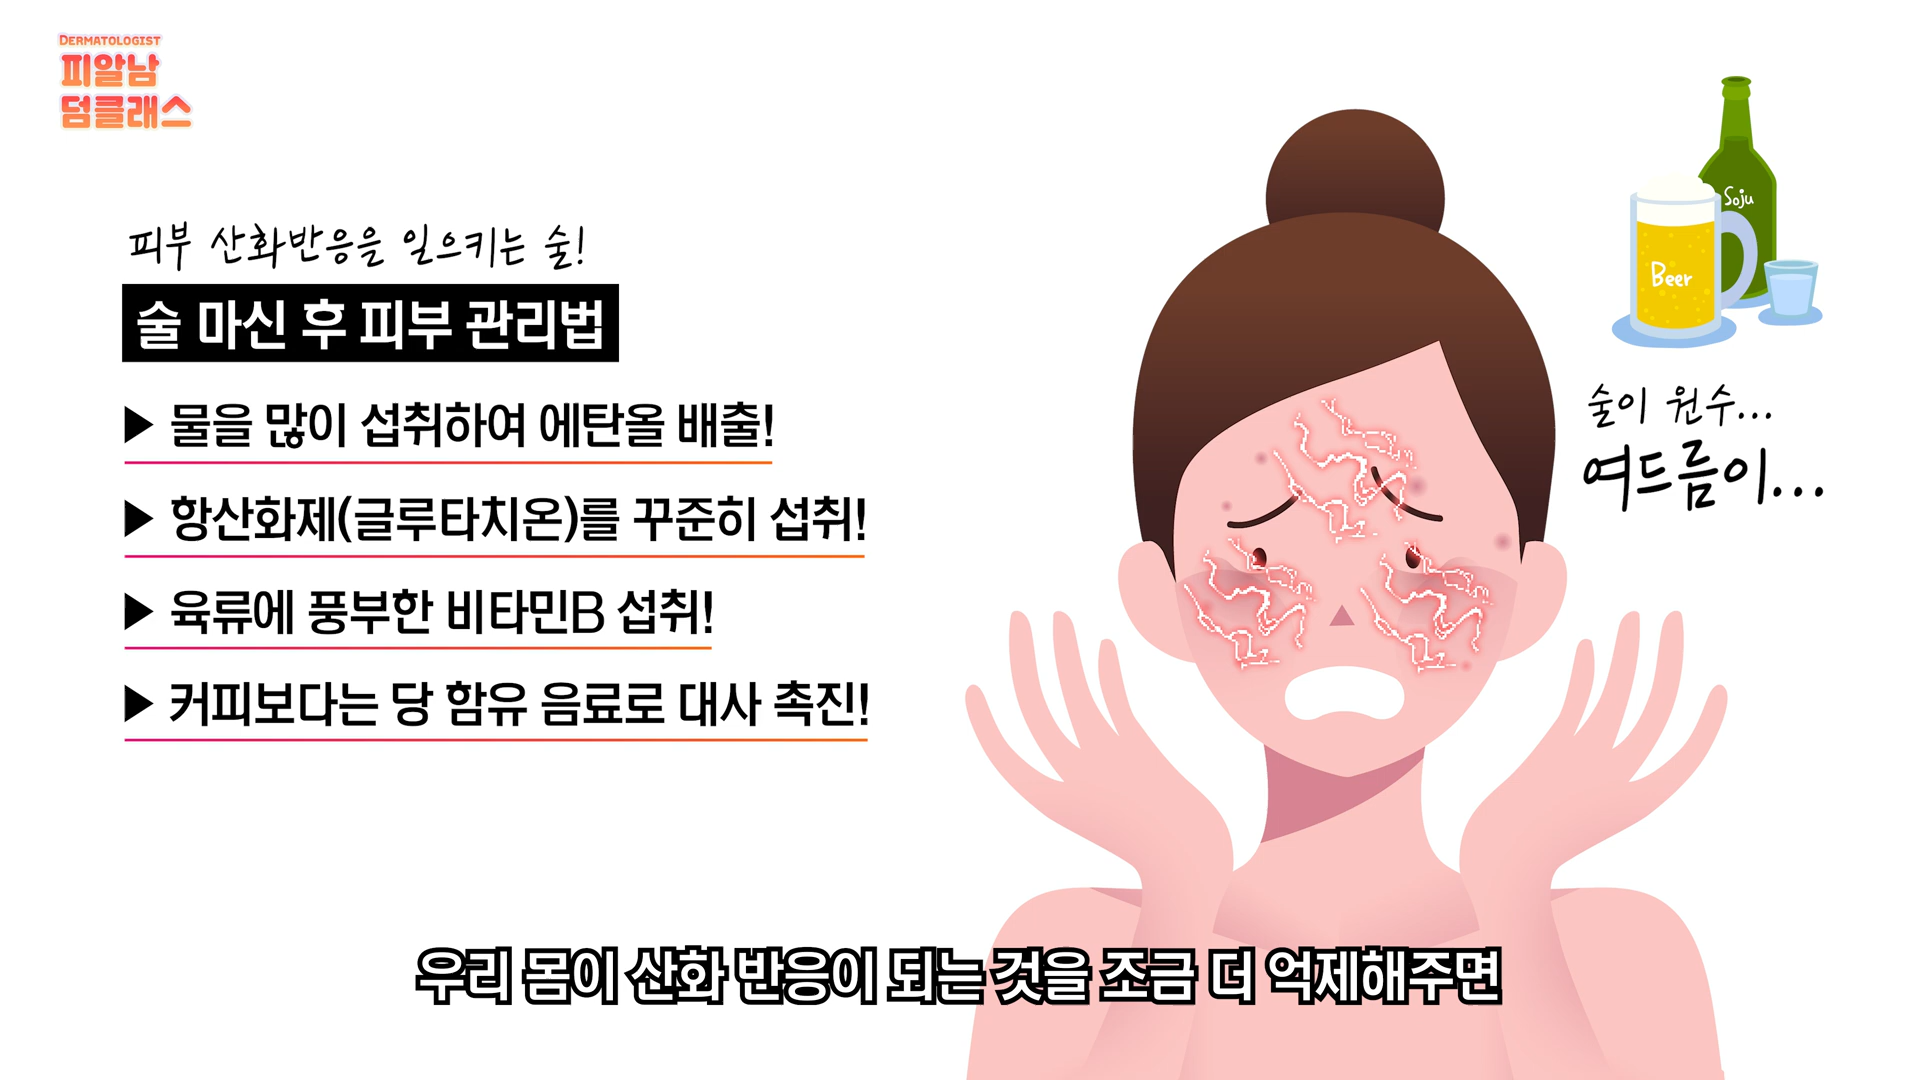 DERMATOLOGIST
피알남
덤클래스
피부 산화반응을 일으키는 술!
술 마신 후 피부 관리법
▶ 물을 많이 섭취하여 에탄올 배출!
▶ 항산화제(글루타치온)를 꾸준히 섭취!
▶ 육류에 풍부한 비타민B 섭취!
▶ 커피보다는 당 함유 음료로 대사 촉진!
Soju
Beer
술이 원수...
여드름이...
우리 몸이 산화 반응이 되는 것을 조금 더 억제해주면